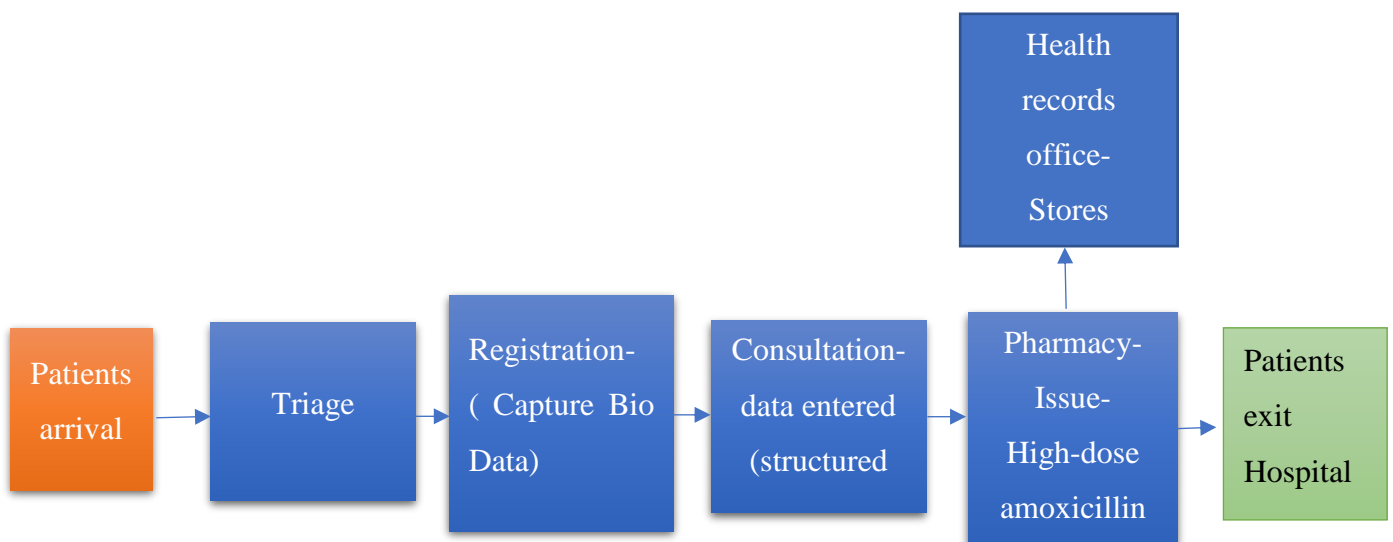 Health
records
office-
Stores
Patients
arrival
Triage
Registration-
( Capture Bio
Data)
Consultation-
data entered
(structured
Pharmacy-
Issue-
High-dose
amoxicillin
Patients
exit
Hospital